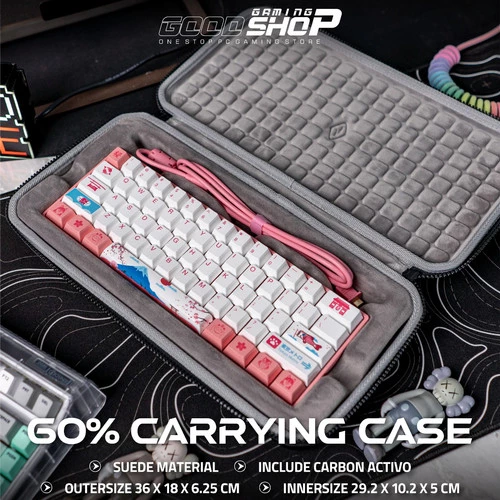 GAMING
GOOD SHOP
ONE STOP PC GAMING STORE
60% CARRYING CASE
SUEDE MATERIAL
INCLUDE CARBON ACTIVO
OUTERSIZE 36 X 18 X 6.25 CM
INNERSIZE 29.2 X 10.2 X 5 CM